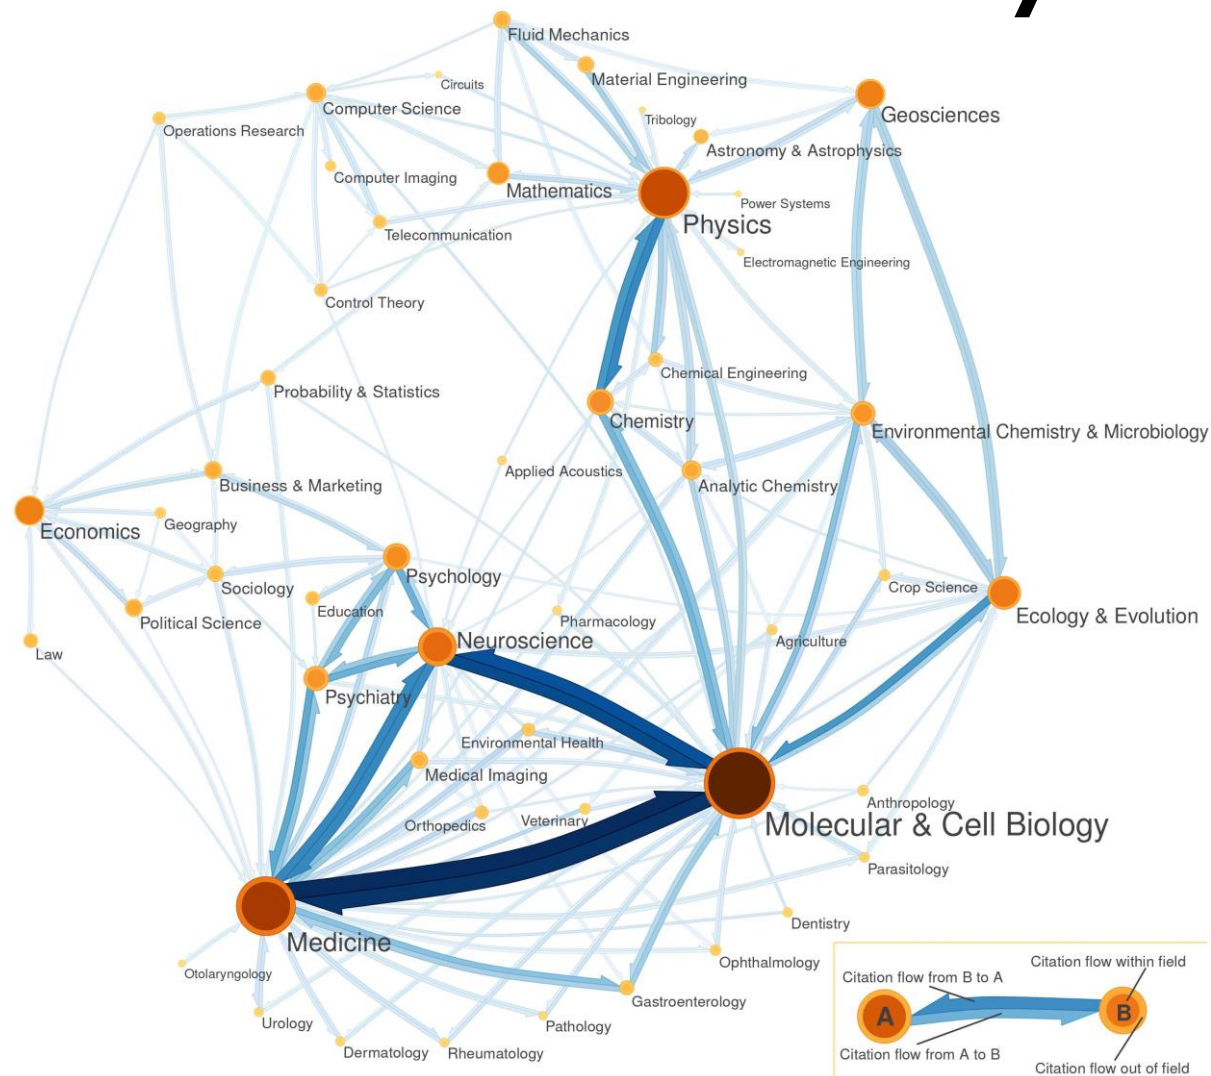 Fluid Mechanics
Circuits
Material Engineering
Computer Science
Geosciences
Operations Research
Tribology
Astronomy & Astrophysics
Computer Imaging
Mathematics
Power Systems
Physics
Telecommunication
Electromagnetic Engineering
Control Theory
Chemical Engineering
Probability & Statistics
Chemistry
Environmental Chemistry & Microbiology
Applied Acoustics
Business & Marketing
Analytic Chemistry
Geography
Economics
Psychology
Sociology
Crop Science
Education
Ecology & Evolution
Political Science
Pharmacology
Neuroscience
Agriculture
Law
Psychiatry
Environmental Health
Medical Imaging
Anthropology
Orthopedics
Veterinary
Molecular & Cell Biology
Parasitology
Dentistry
Medicine
Ophthalmology
Otolaryngology
Gastroenterology
Urology
Pathology
Dermatology
Rheumatology
Citation flow within field
Citation flow from B to A
A
B
Citation flow from A to B
Citation flow out of field